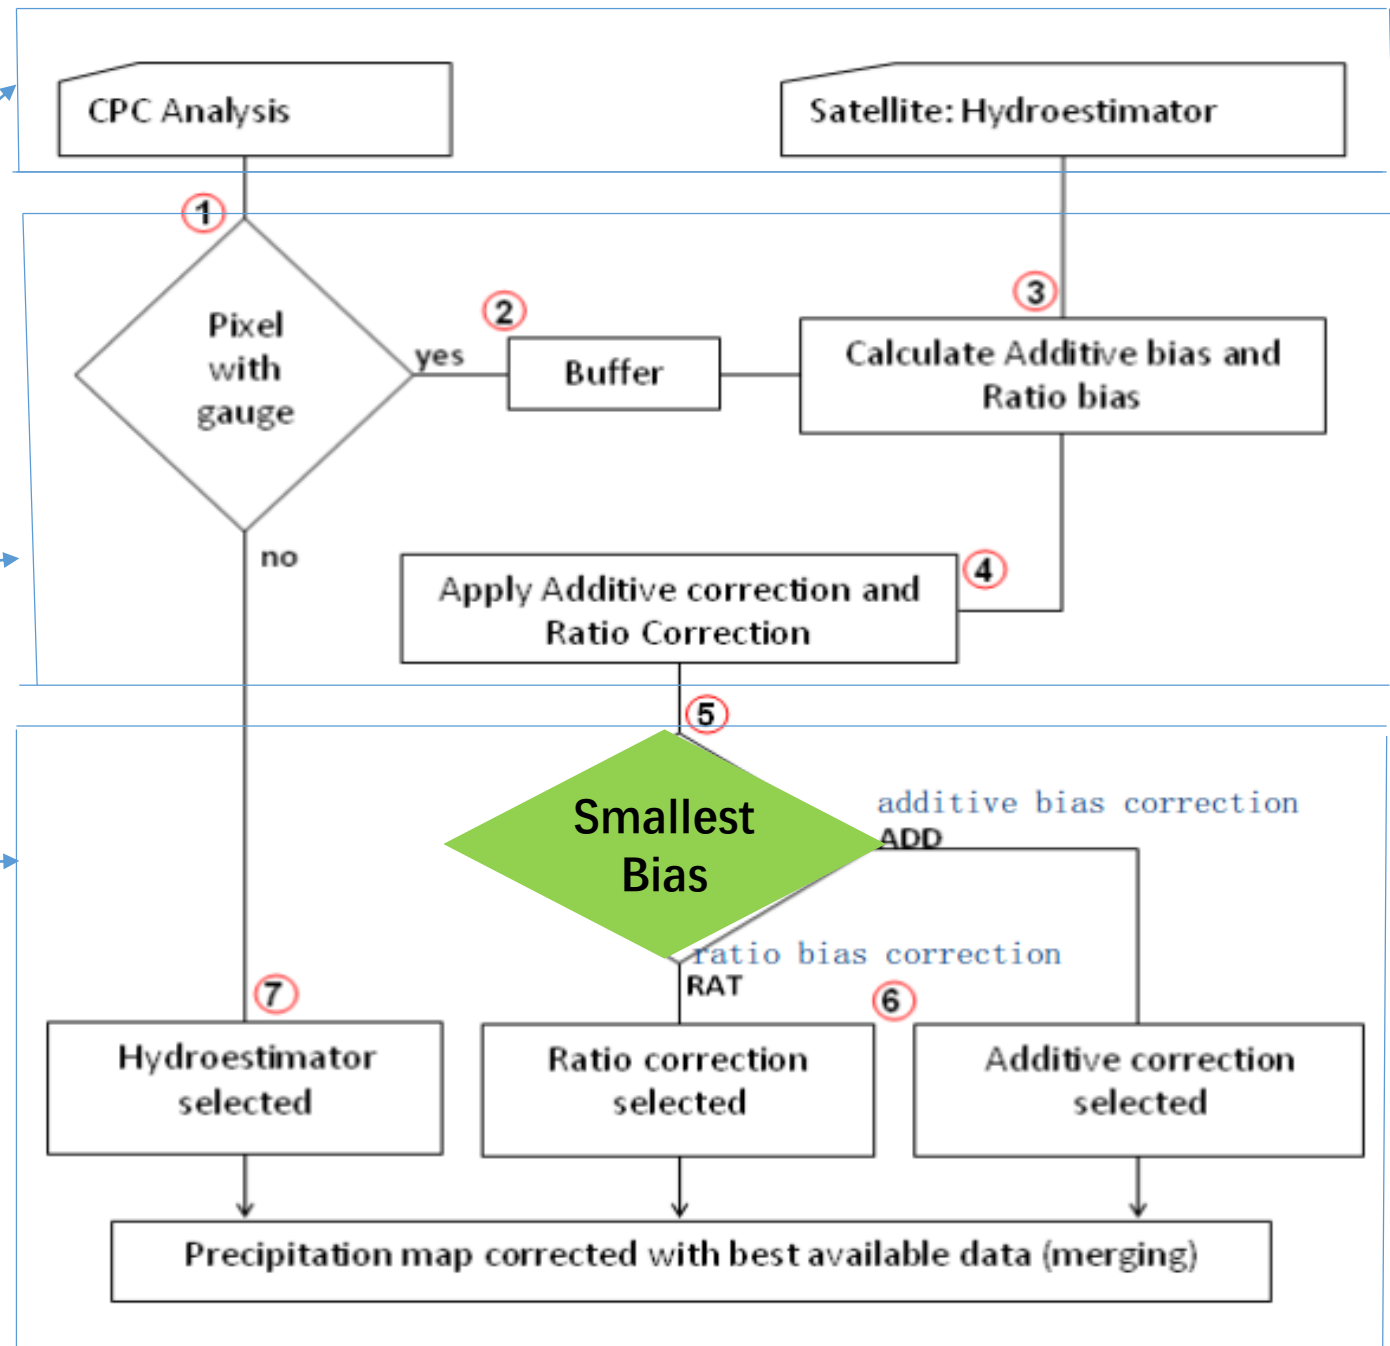 CPC Analysis
Satellite: Hydroestimator
1
Pixel
with
gauge
yes
2
Buffer
3
Calculate Additive bias and
Ratio bias
no
Apply Additive correction and
Ratio Correction
4
5
Smallest
Bias
additive bias correction
ADD
ratio bias correction
RAT
7
6
Hydroestimator
selected
Ratio correction
selected
Additive correction
selected
Precipitation map corrected with best available data (merging)